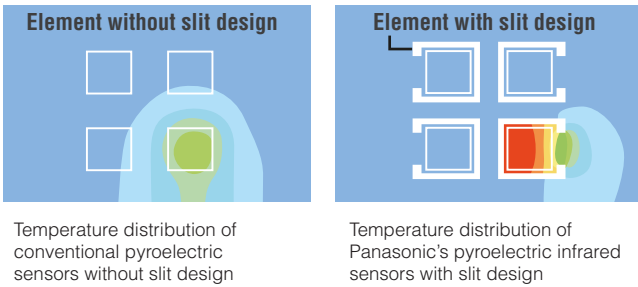 Element without slit design
Element with slit design
Temperature distribution of
conventional pyroelectric
sensors without slit design
Temperature distribution of
Panasonic's pyroelectric infrared
sensors with slit design